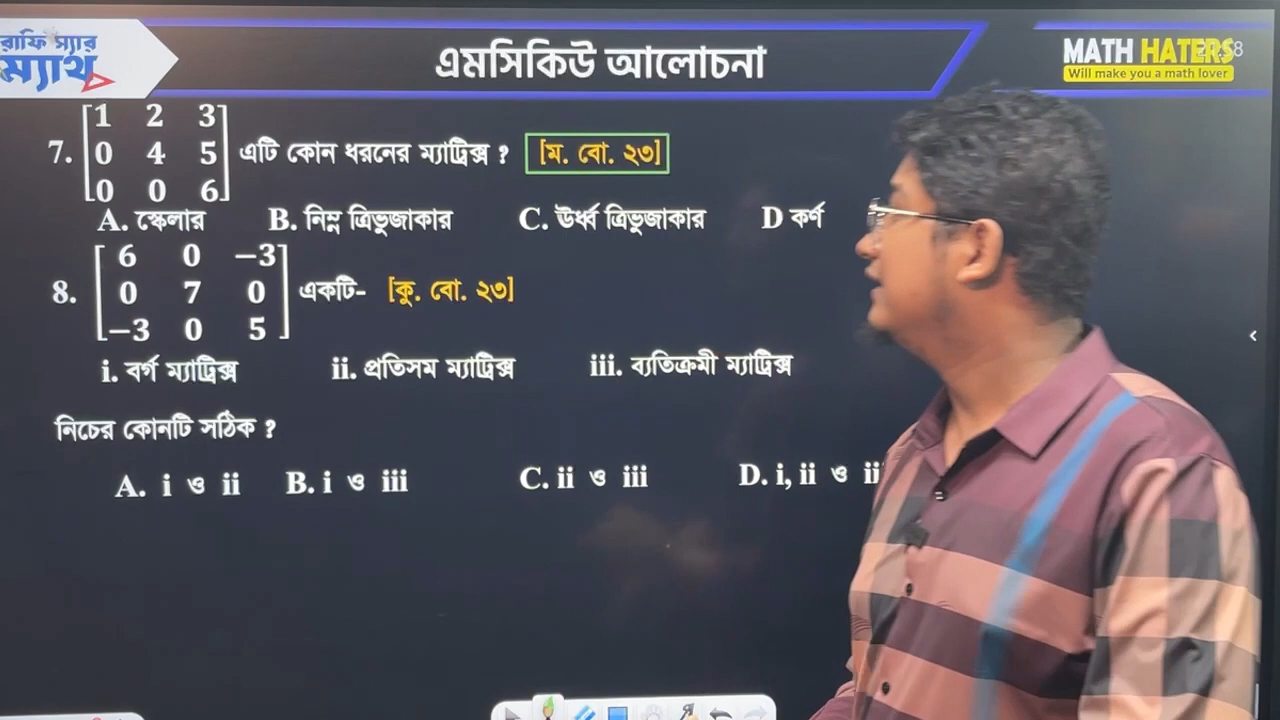 রাফি স্যার
ম্যাথ
এমসিকিউ আলোচনা
MATH HATERS
Will make you a math lover
7. [1 2 3
0 4 5
0 0 6] এটি কোন ধরনের ম্যাট্রিক্স ? [ম. বো. ২৩]
A. স্কেলার B. নিম্ন ত্রিভুজাকার C. ঊর্ধ্ব ত্রিভুজাকার D কর্ণ
8. [6 0 −3
0 7 0
−3 0 5] একটি- [কু. বো. ২৩]
i. বর্গ ম্যাট্রিক্স ii. প্রতিসম ম্যাট্রিক্স iii. ব্যতিক্রমী ম্যাট্রিক্স
নিচের কোনটি সঠিক ?
A. i ও ii B. i ও iii C. ii ও iii D. i, ii ও